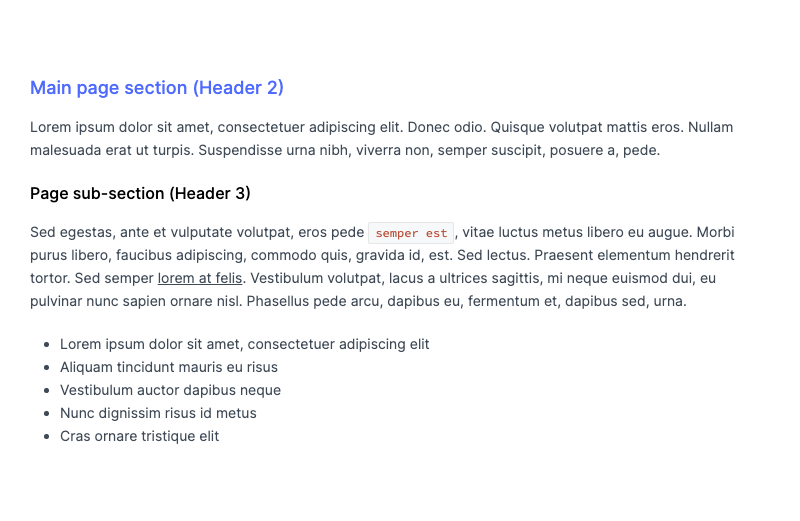 Main page section (Header 2)
Lorem ipsum dolor sit amet, consectetuer adipiscing elit. Donec odio. Quisque volutpat mattis eros. Nullam
malesuada erat ut turpis. Suspendisse urna nibh, viverra non, semper suscipit, posuere a, pede.
Page sub-section (Header 3)
Sed egestas, ante et vulputate volutpat, eros pede semper est, vitae luctus metus libero eu augue. Morbi
purus libero, faucibus adipiscing, commodo quis, gravida id, est. Sed lectus. Praesent elementum hendrerit
tortor. Sed semper lorem at felis. Vestibulum volutpat, lacus a ultrices sagittis, mi neque euismod dui, eu
pulvinar nunc sapien ornare nisl. Phasellus pede arcu, dapibus eu, fermentum et, dapibus sed, urna.
• Lorem ipsum dolor sit amet, consectetuer adipiscing elit
• Aliquam tincidunt mauris eu risus
• Vestibulum auctor dapibus neque
• Nunc dignissim risus id metus
• Cras ornare tristique elit